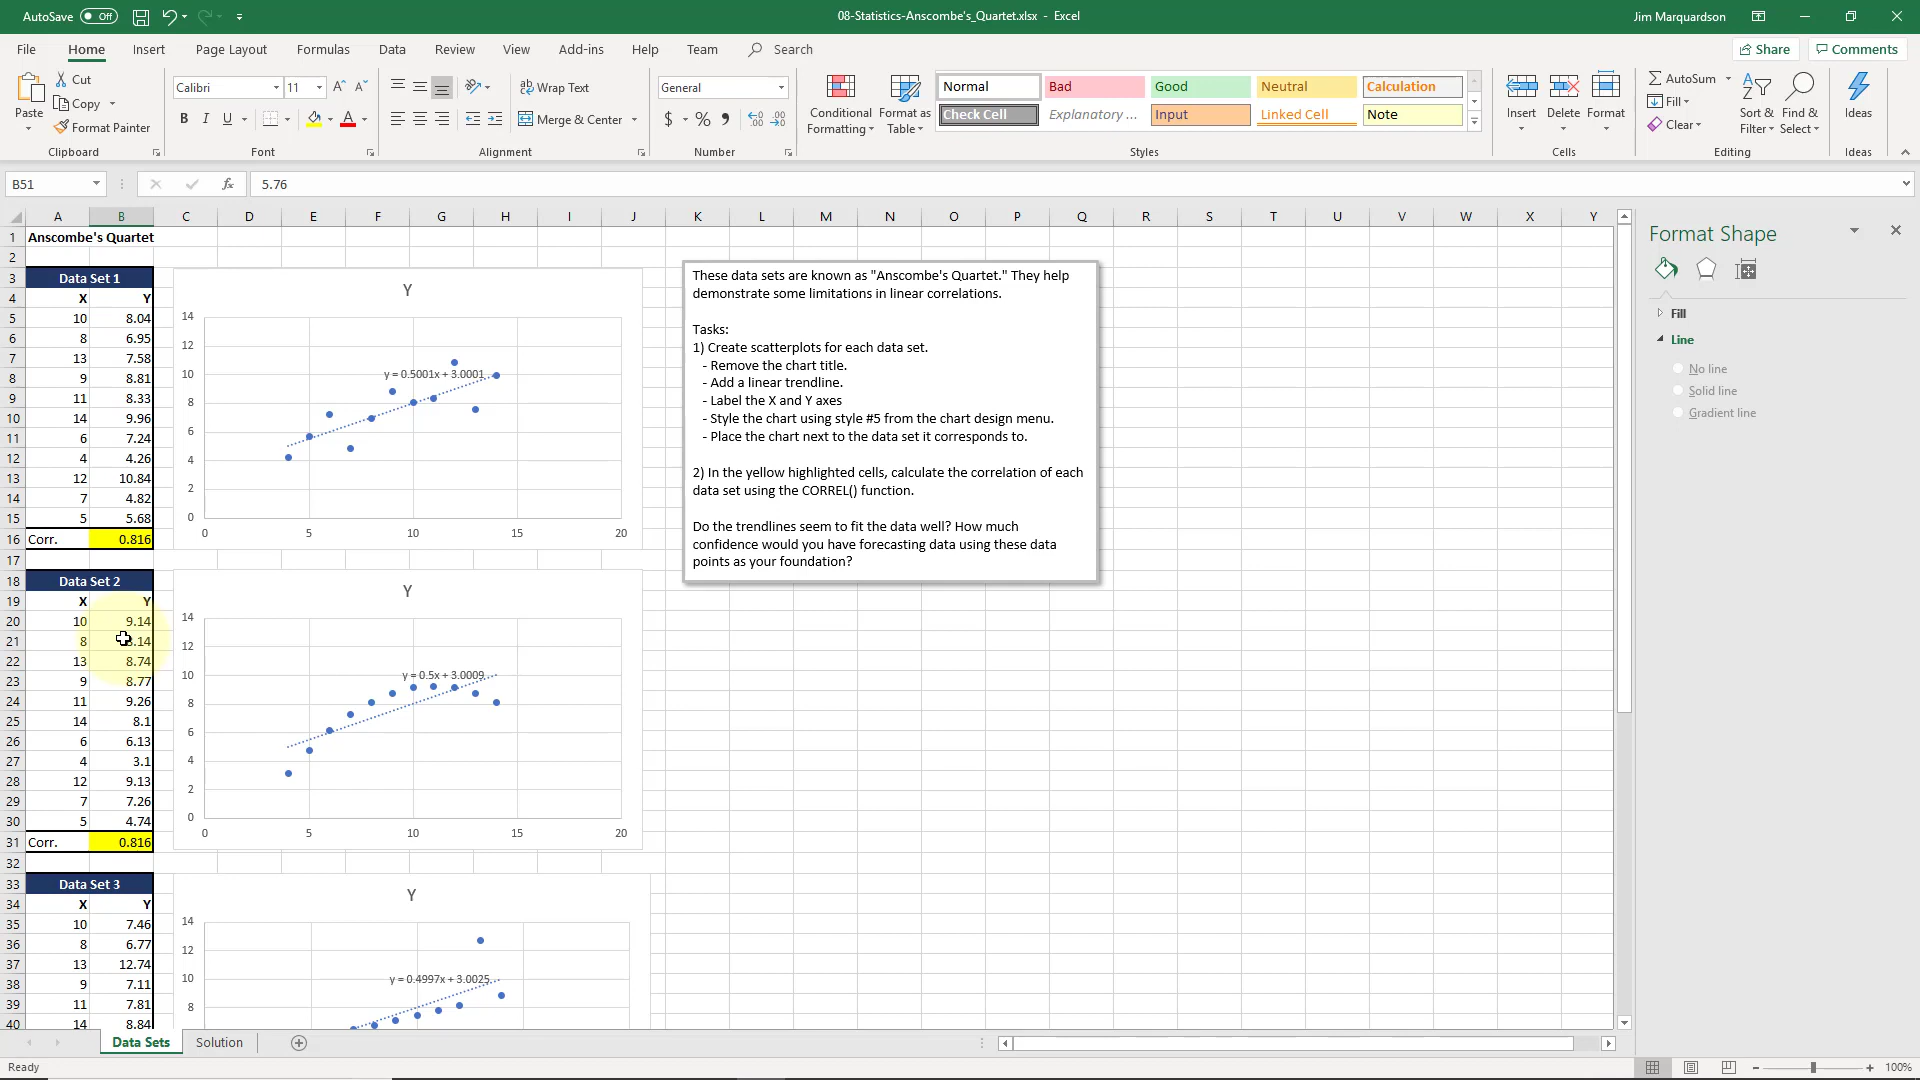 AutoSave Off
08-Statistics-Anscombe's_Quartet.xlsx - Excel
Jim Marquardson
File Home Insert Page Layout Formulas Data Review View Add-ins Help Team Search
Share Comments
Paste
Cut
Copy
Format Painter
Clipboard
Calibri 11
B I U
Font
Wrap Text
Merge & Center
Alignment
General
$ % 9
Number
Conditional Formatting
Format as Table
Normal Bad Good Neutral Calculation
Check Cell Explanatory ... Input Linked Cell Note
Styles
Insert Delete Format
Cells
AutoSum
Fill
Clear
Sort & Filter
Find & Select
Editing
Ideas
Ideas
B51 fx 5.76
A B C D E F G H I J K L M N O P Q R S T U V W X Y
1 Anscombe's Quartet
2
3 Data Set 1
4 X Y
5 10 8.04
6 8 6.95
7 13 7.58
8 9 8.81
9 11 8.33
10 14 9.96
11 6 7.24
12 4 4.26
13 12 10.84
14 7 4.82
15 5 5.68
16 Corr. 0.816
17
18 Data Set 2
19 X Y
20 10 9.14
21 8 .14
22 13 8.74
23 9 8.77
24 11 9.26
25 14 8.1
26 6 6.13
27 4 3.1
28 12 9.13
29 7 7.26
30 5 4.74
31 Corr. 0.816
32
33 Data Set 3
34 X Y
35 10 7.46
36 8 6.77
37 13 12.74
38 9 7.11
39 11 7.81
40 14 8.84
Y
14
12
10
8
6
4
2
0
0 5 10 15 20
y = 0.5001x + 3.0001
Y
14
12
10
8
6
4
2
0
0 5 10 15 20
y = 0.5x + 3.0009
Y
14
12
10
8
y = 0.4997x + 3.0025
These data sets are known as "Anscombe's Quartet." They help
demonstrate some limitations in linear correlations.
Tasks:
1) Create scatterplots for each data set.
- Remove the chart title.
- Add a linear trendline.
- Label the X and Y axes
- Style the chart using style #5 from the chart design menu.
- Place the chart next to the data set it corresponds to.
2) In the yellow highlighted cells, calculate the correlation of each
data set using the CORREL() function.
Do the trendlines seem to fit the data well? How much
confidence would you have forecasting data using these data
points as your foundation?
Format Shape
Fill
Line
No line
Solid line
Gradient line
Data Sets Solution
Ready
100%